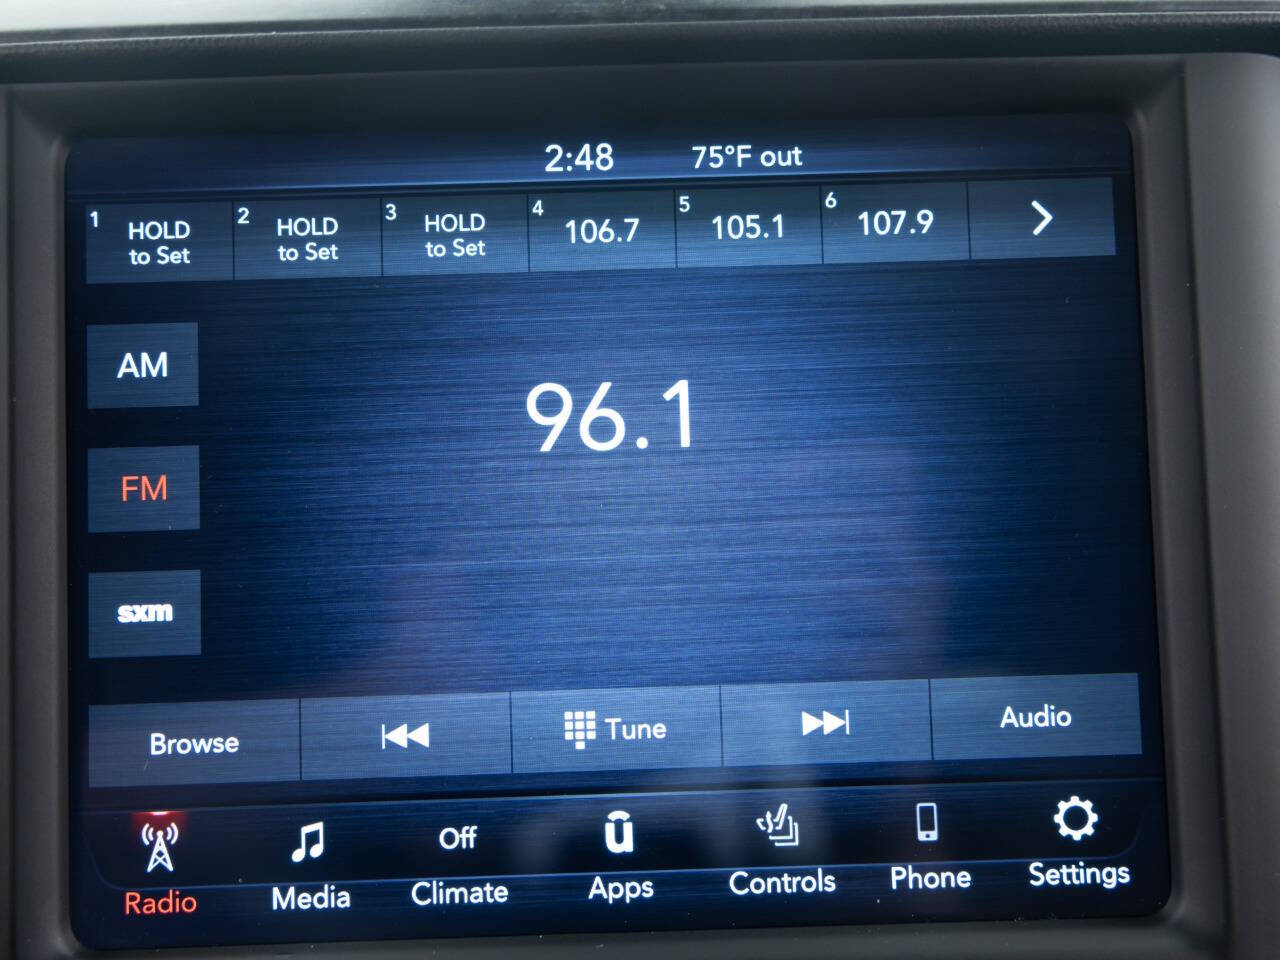 2:48 75°F out
1 HOLD to Set 2 HOLD to Set 3 HOLD to Set 4 106.7 5 105.1 6 107.9
AM
96.1
FM
sxm
Browse Tune Audio
Off ū
Radio Media Climate Apps Controls Phone Settings